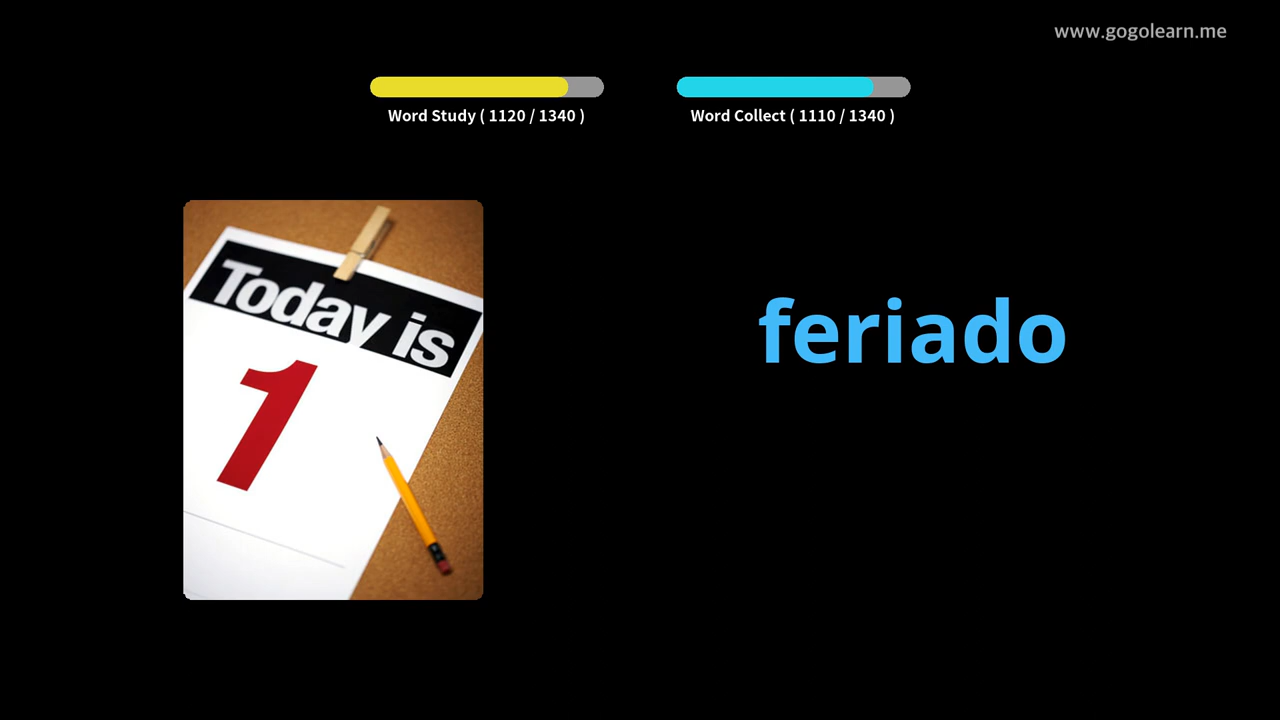 www.gogolearn.me
Word Study ( 1120 / 1340 )
Word Collect ( 1110 / 1340 )
Today is
1
feriado